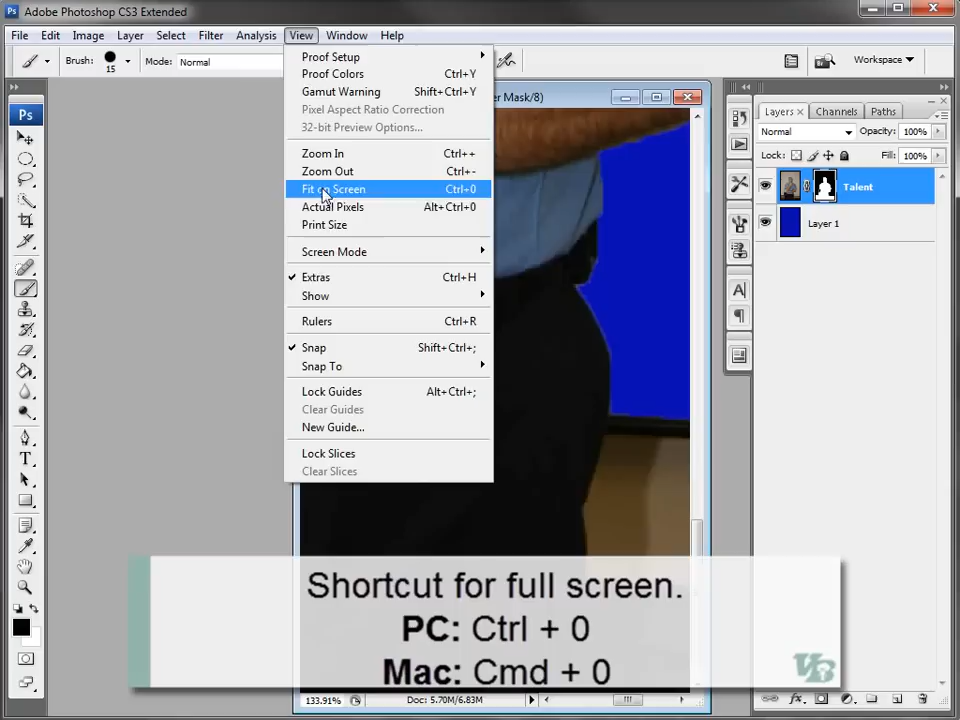 Ps Adobe Photoshop CS3 Extended
File Edit Image Layer Select Filter Analysis View Window Help
Brush: 15 Mode: Normal Workspace
er Mask/8)
Ps
Proof Setup
Proof Colors Ctrl+Y
Gamut Warning Shift+Ctrl+Y
Pixel Aspect Ratio Correction
32-bit Preview Options...
Zoom In Ctrl++
Zoom Out Ctrl+-
Fit on Screen Ctrl+0
Actual Pixels Alt+Ctrl+0
Print Size
Screen Mode
Extras Ctrl+H
Show
Rulers Ctrl+R
Snap Shift+Ctrl+;
Snap To
Lock Guides Alt+Ctrl+;
Clear Guides
New Guide...
Lock Slices
Clear Slices
Layers Channels Paths
Normal Opacity: 100%
Lock: Fill: 100%
Talent
Layer 1
Shortcut for full screen.
PC: Ctrl + 0
Mac: Cmd + 0
133.91% Doc: 5.70M/6.83M